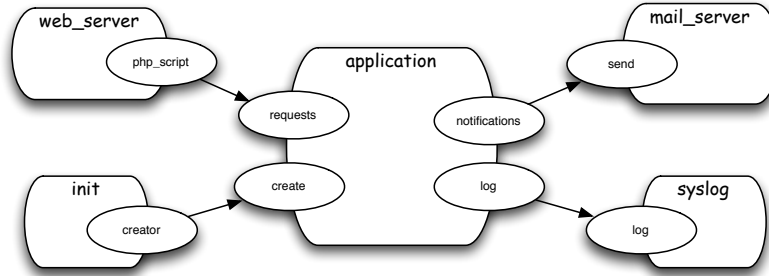 web_server
php_script
init
creator
application
requests
create
notifications
log
mail_server
send
syslog
log